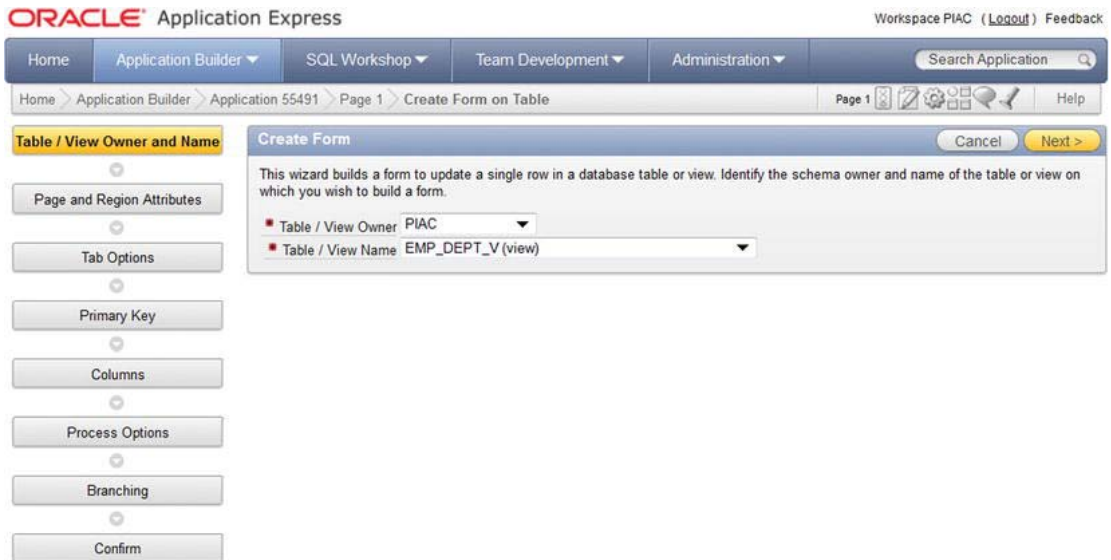 ORACLE Application Express
Workspace PIAC (Logout) Feedback
Home Application Builder SQL Workshop Team Development Administration Search Application
Home Application Builder Application 55491 Page 1 Create Form on Table Page 1 Help
Table / View Owner and Name
Page and Region Attributes
Tab Options
Primary Key
Columns
Process Options
Branching
Confirm
Create Form Cancel Next >
This wizard builds a form to update a single row in a database table or view. Identify the schema owner and name of the table or view on
which you wish to build a form.
Table / View Owner PIAC
Table / View Name EMP_DEPT_V (view)